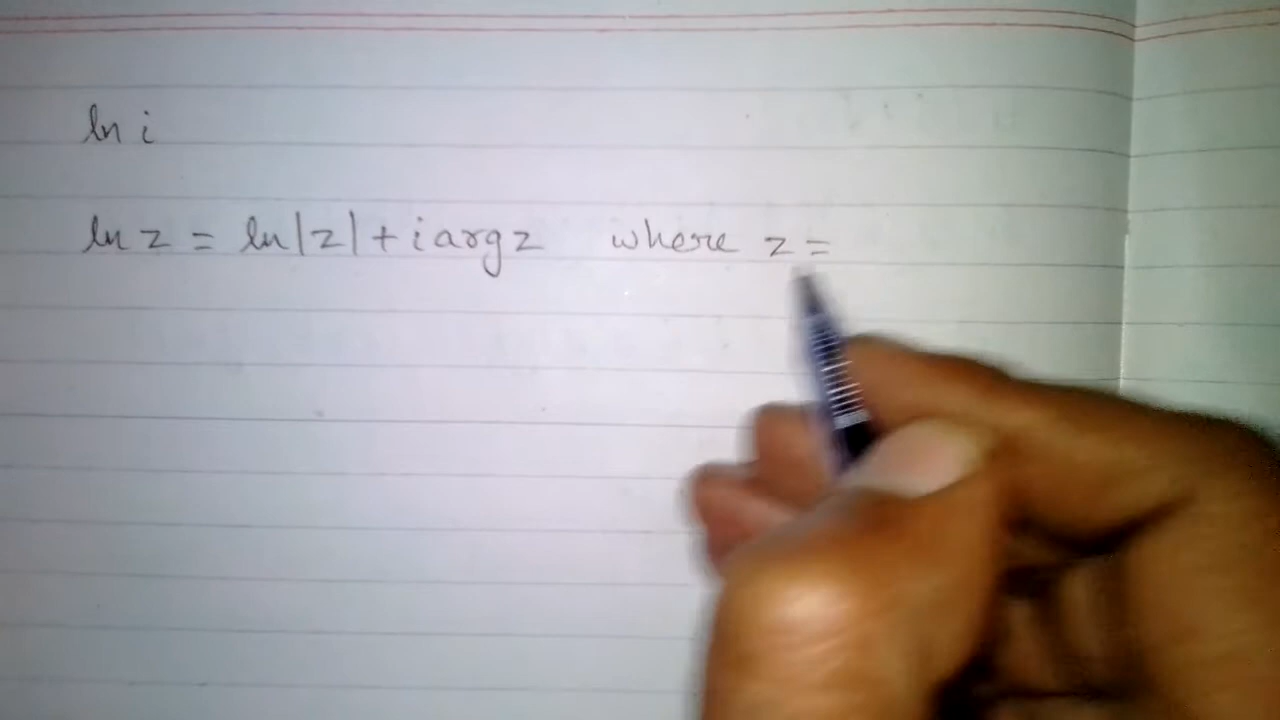 ln i
ln z = ln|z| + i arg z where z =